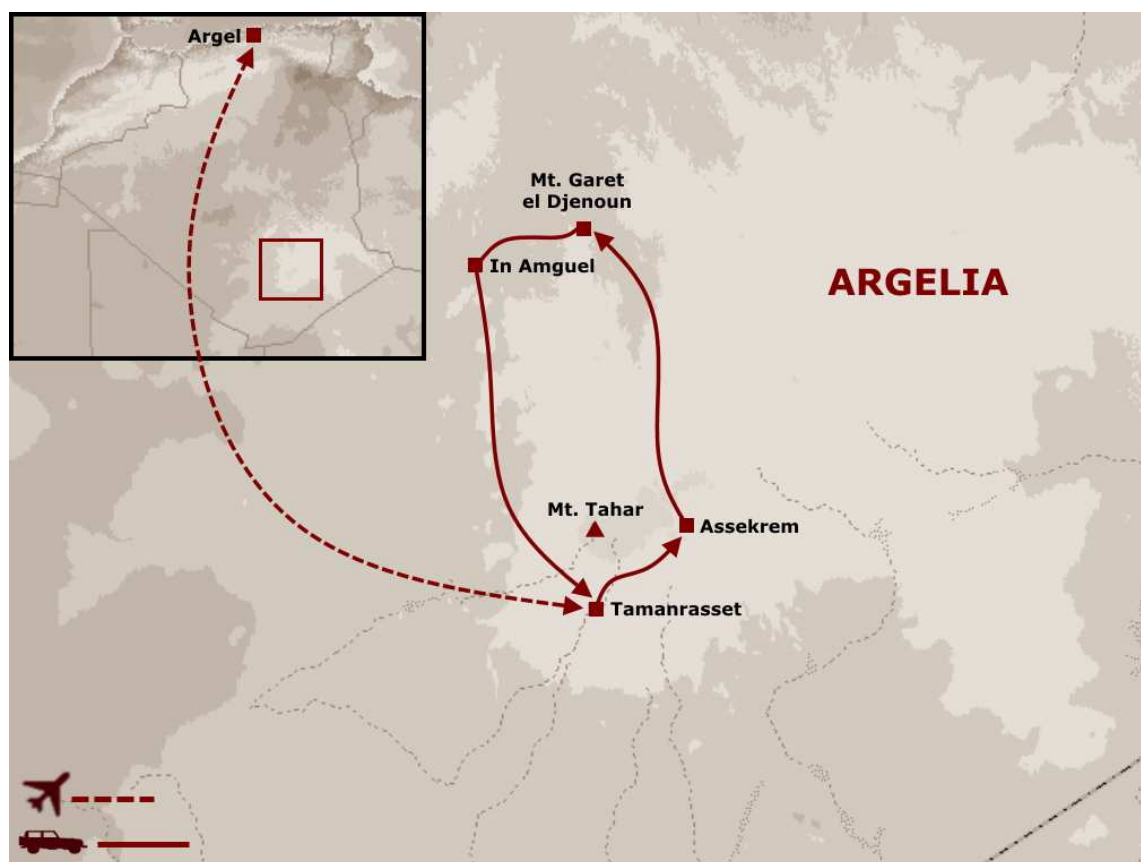 Argel
Mt. Garet
el Djenoun
In Amguel
ARGELIA
Mt. Tahar
Assekrem
Tamanrasset